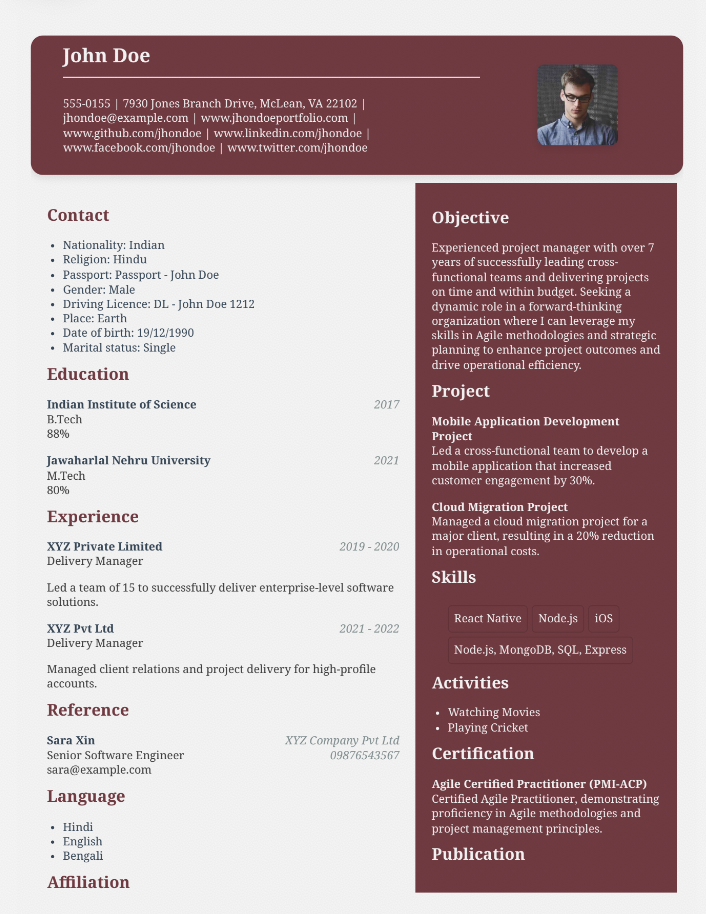 John Doe
555-0155 | 7930 Jones Branch Drive, McLean, VA 22102 |
jhondoe@example.com | www.jhondoeportfolio.com |
www.github.com/jhondoe | www.linkedin.com/jhondoe |
www.facebook.com/jhondoe | www.twitter.com/jhondoe
Contact
• Nationality: Indian
• Religion: Hindu
• Passport: Passport - John Doe
• Gender: Male
• Driving Licence: DL - John Doe 1212
• Place: Earth
• Date of birth: 19/12/1990
• Marital status: Single
Education
Indian Institute of Science 2017
B.Tech
88%
Jawaharlal Nehru University 2021
M.Tech
80%
Experience
XYZ Private Limited 2019 - 2020
Delivery Manager
Led a team of 15 to successfully deliver enterprise-level software
solutions.
XYZ Pvt Ltd 2021 - 2022
Delivery Manager
Managed client relations and project delivery for high-profile
accounts.
Reference
Sara Xin XYZ Company Pvt Ltd
Senior Software Engineer 09876543567
sara@example.com
Language
• Hindi
• English
• Bengali
Affiliation
Objective
Experienced project manager with over 7
years of successfully leading cross-
functional teams and delivering projects
on time and within budget. Seeking a
dynamic role in a forward-thinking
organization where I can leverage my
skills in Agile methodologies and strategic
planning to enhance project outcomes and
drive operational efficiency.
Project
Mobile Application Development
Project
Led a cross-functional team to develop a
mobile application that increased
customer engagement by 30%.
Cloud Migration Project
Managed a cloud migration project for a
major client, resulting in a 20% reduction
in operational costs.
Skills
React Native Node.js iOS
Node.js, MongoDB, SQL, Express
Activities
• Watching Movies
• Playing Cricket
Certification
Agile Certified Practitioner (PMI-ACP)
Certified Agile Practitioner, demonstrating
proficiency in Agile methodologies and
project management principles.
Publication